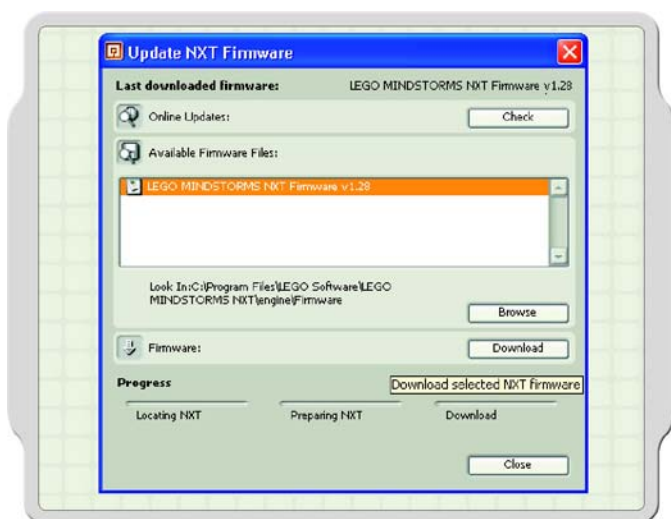 Update NXT Firmware
Last downloaded firmware: LEGO MINDSTORMS NXT Firmware v1.28
Online Updates: Check
Available Firmware Files:
LEGO MINDSTORMS NXT Firmware v1.28
Look In:C:\Program Files\LEGO Software\LEGO
MINDSTORMS NXT\engine\Firmware
Browse
Firmware: Download
Progress
Download selected NXT firmware
Locating NXT Preparing NXT Download
Close